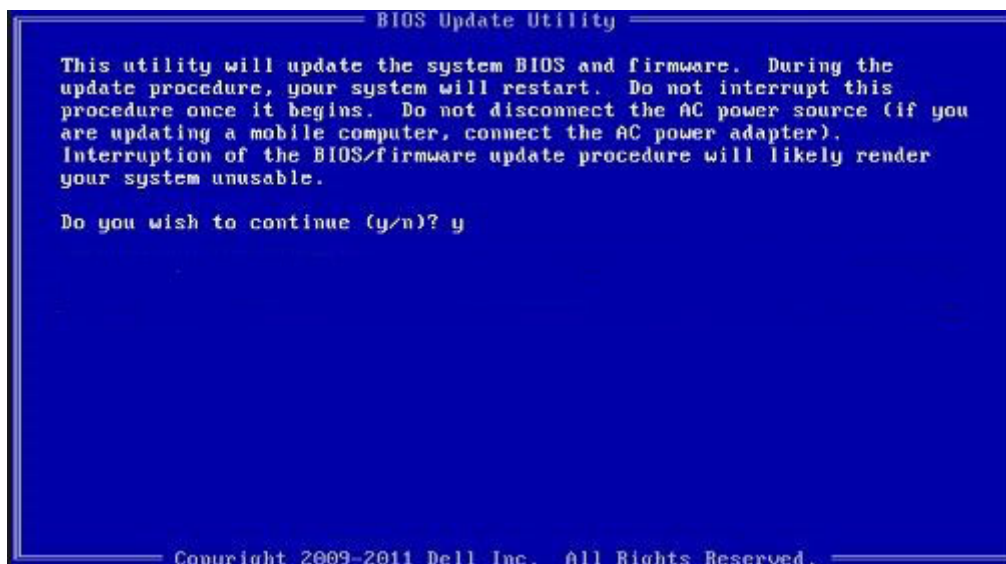 BIOS Update Utility
This utility will update the system BIOS and firmware. During the
update procedure, your system will restart. Do not interrupt this
procedure once it begins. Do not disconnect the AC power source (if you
are updating a mobile computer, connect the AC power adapter).
Interruption of the BIOS/firmware update procedure will likely render
your system unusable.
Do you wish to continue (y/n)? y
Copyright 2009-2011 Dell Inc. All Rights Reserved.